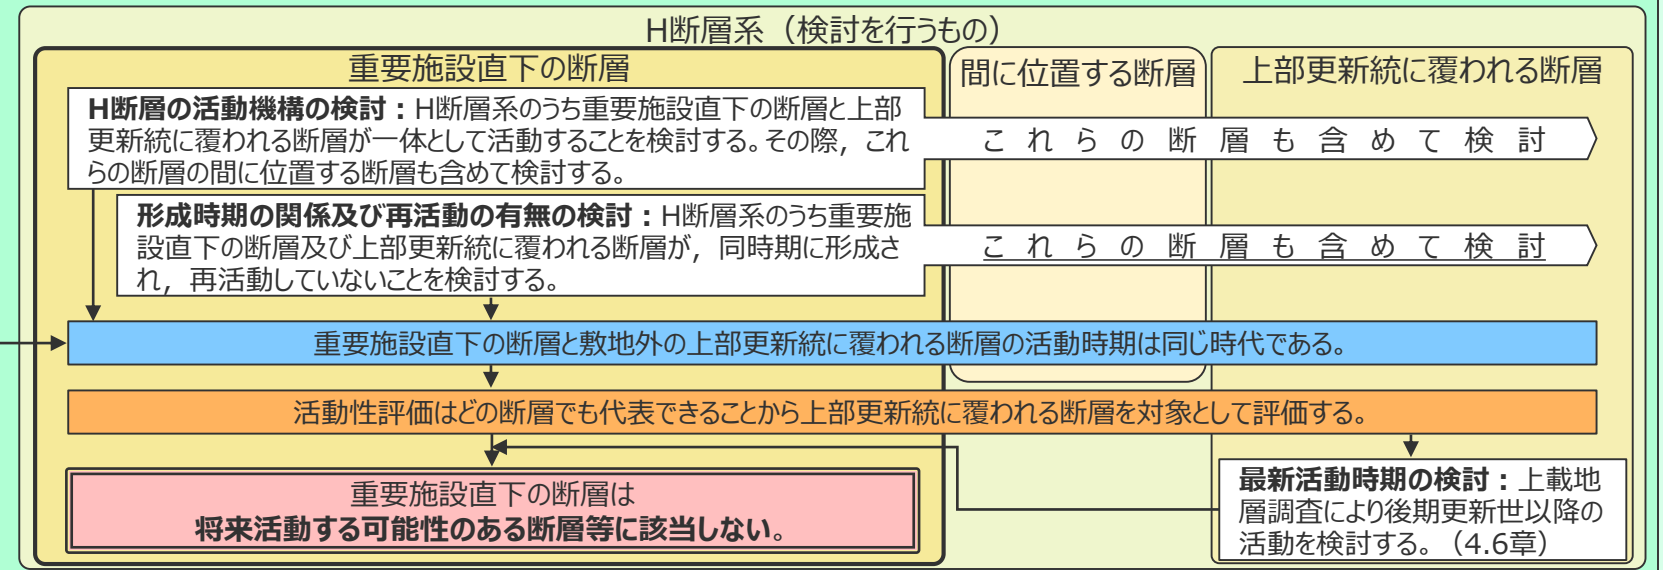 H断層系（検討を行うもの）
重要施設直下の断層
間に位置する断層
上部更新統に覆われる断層
H断層の活動機構の検討：H断層系のうち重要施設直下の断層と上部
更新統に覆われる断層が一体として活動することを検討する。その際，これ
らの断層の間に位置する断層も含めて検討する。
これらの断層も含めて検討
形成時期の関係及び再活動の有無の検討：H断層系のうち重要施
設直下の断層及び上部更新統に覆われる断層が，同時期に形成さ
れ，再活動していないことを検討する。
これらの断層も含めて検討
重要施設直下の断層と敷地外の上部更新統に覆われる断層の活動時期は同じ時代である。
活動性評価はどの断層でも代表できることから上部更新統に覆われる断層を対象として評価する。
重要施設直下の断層は
将来活動する可能性のある断層等に該当しない。
最新活動時期の検討：上載地
層調査により後期更新世以降の
活動を検討する。（4.6章）